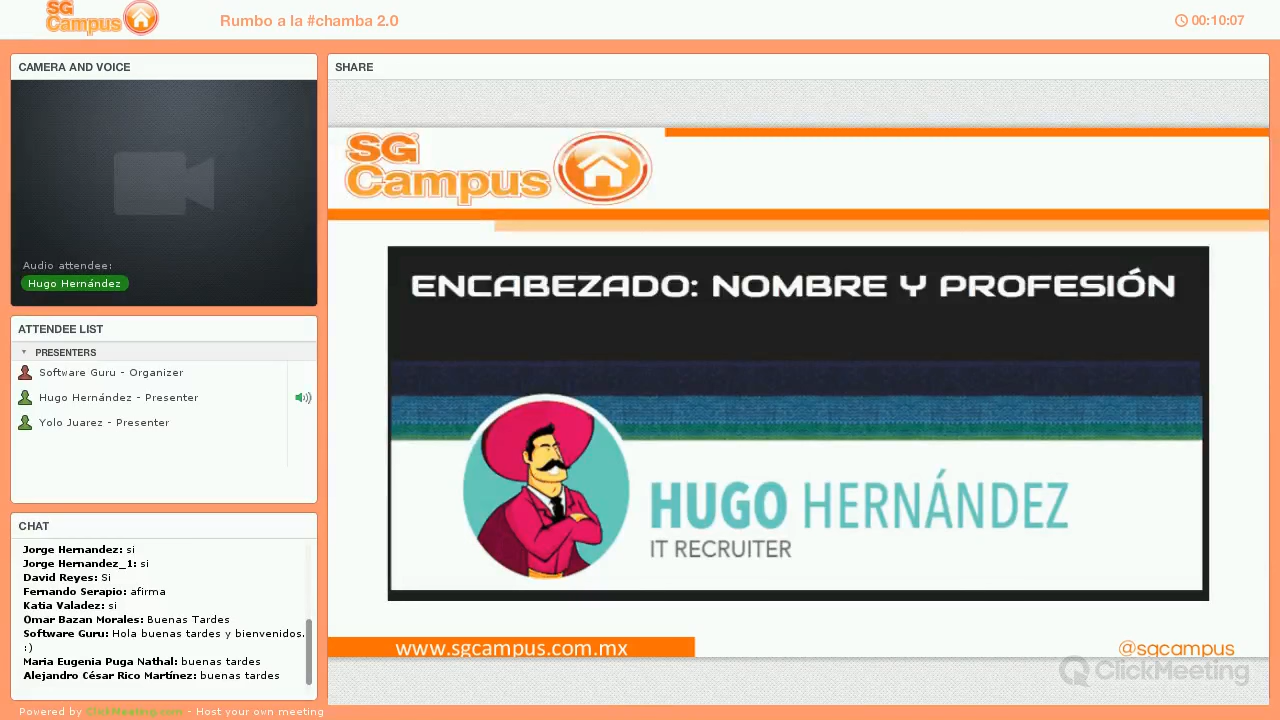 SG Campus
Rumbo a la #chamba 2.0
00:10:07
CAMERA AND VOICE
Audio attendee:
Hugo Hernández
ATTENDEE LIST
PRESENTERS
Software Guru - Organizer
Hugo Hernández - Presenter
Yolo Juarez - Presenter
CHAT
Jorge Hernandez: si
Jorge Hernandez_1: si
David Reyes: Si
Fernando Serapio: afirma
Katia Valadez: si
Omar Bazan Morales: Buenas Tardes
Software Guru: Hola buenas tardes y bienvenidos.
:)
Maria Eugenia Puga Nathal: buenas tardes
Alejandro César Rico Martínez: buenas tardes
Powered by ClickMeeting.com - Host your own meeting
SHARE
SG
Campus
ENCABEZADO: NOMBRE Y PROFESIÓN
HUGO HERNÁNDEZ
IT RECRUITER
www.sgcampus.com.mx
@sgcampus
ClickMeeting